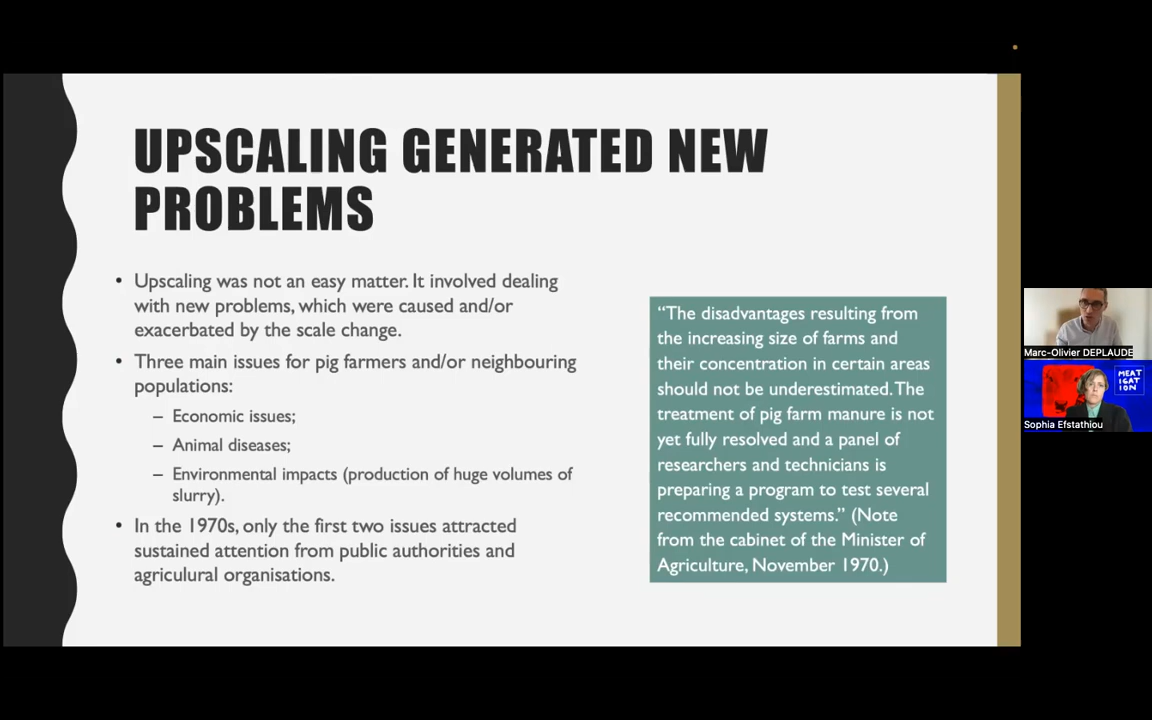 UPSCALING GENERATED NEW
PROBLEMS
• Upscaling was not an easy matter. It involved dealing
with new problems, which were caused and/or
exacerbated by the scale change.
• Three main issues for pig farmers and/or neighbouring
populations:
– Economic issues;
– Animal diseases;
– Environmental impacts (production of huge volumes of
slurry).
• In the 1970s, only the first two issues attracted
sustained attention from public authorities and
agriculural organisations.
“The disadvantages resulting from
the increasing size of farms and
their concentration in certain areas
should not be underestimated. The
treatment of pig farm manure is not
yet fully resolved and a panel of
researchers and technicians is
preparing a program to test several
recommended systems.” (Note
from the cabinet of the Minister of
Agriculture, November 1970.)
Marc-Olivier DEPLAUDE
MEAT
IGAT
ION
Sophia Efstathiou